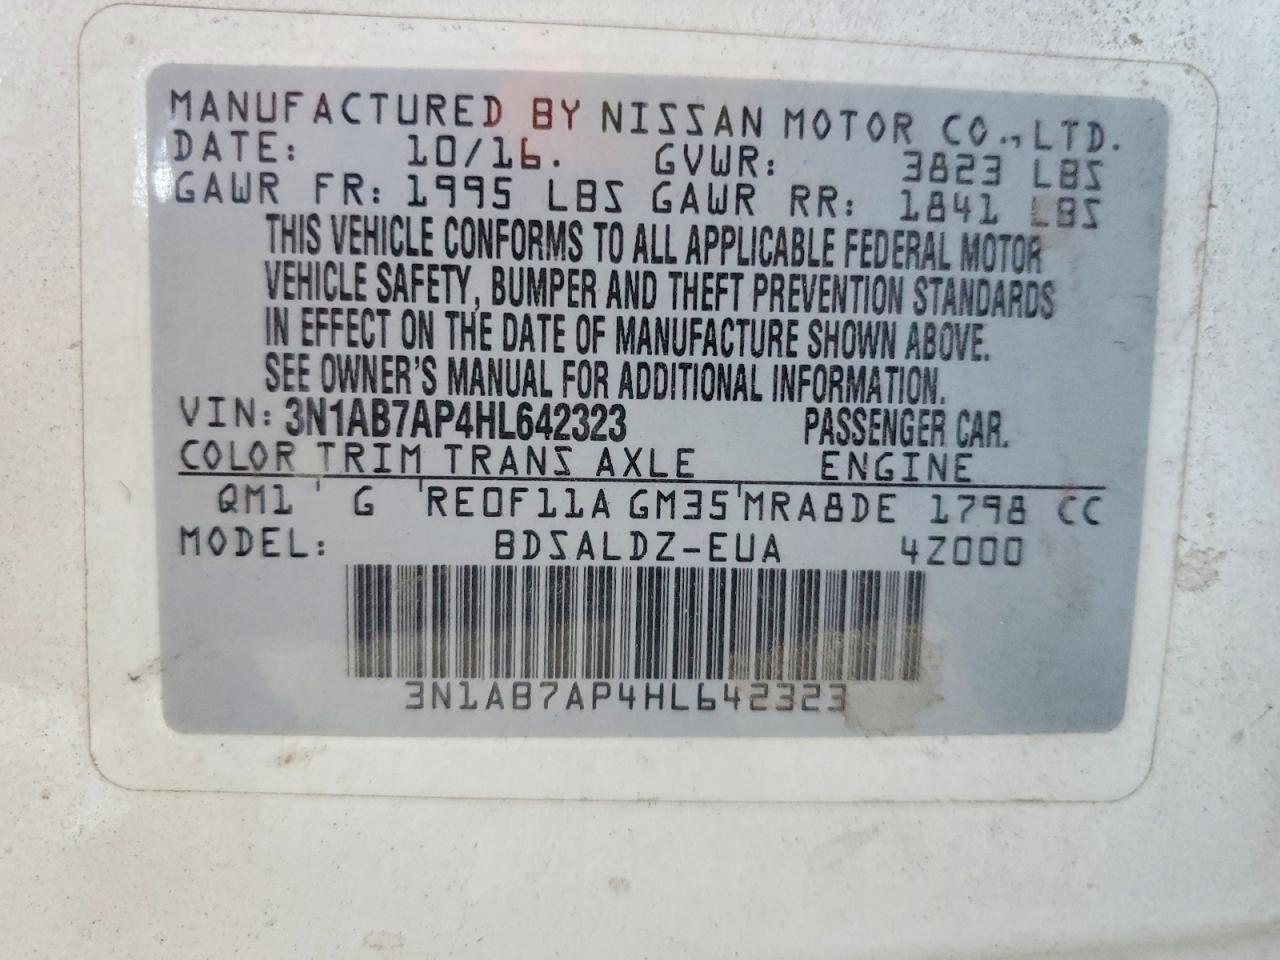 MANUFACTURED BY NISSAN MOTOR CO., LTD.
DATE: 10/16. GVWR: 3823 LBS
GAWR FR: 1995 LBS GAWR RR: 1841 LBS
THIS VEHICLE CONFORMS TO ALL APPLICABLE FEDERAL MOTOR
VEHICLE SAFETY, BUMPER AND THEFT PREVENTION STANDARDS
IN EFFECT ON THE DATE OF MANUFACTURE SHOWN ABOVE.
SEE OWNER'S MANUAL FOR ADDITIONAL INFORMATION.
VIN: 3N1AB7AP4HL642323 PASSENGER CAR.
COLOR TRIM TRANS AXLE ENGINE
QM1 ' G 'RE0F11A GM35'MRA8DE 1798 CC
MODEL: BDSALDZ-EUA 4Z000
3N1AB7AP4HL642323